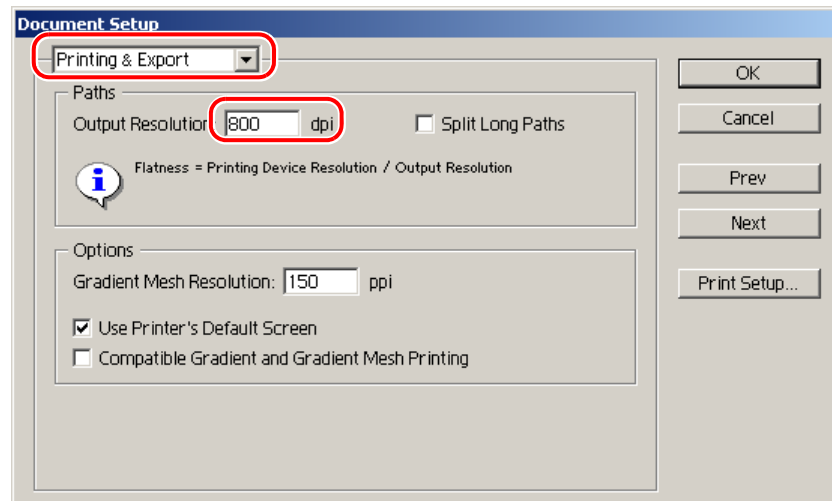 Document Setup
Printing & Export
Paths
Output Resolution: 800 dpi
Split Long Paths
Flatness = Printing Device Resolution / Output Resolution
Options
Gradient Mesh Resolution: 150 ppi
Use Printer's Default Screen
Compatible Gradient and Gradient Mesh Printing
OK
Cancel
Prev
Next
Print Setup...